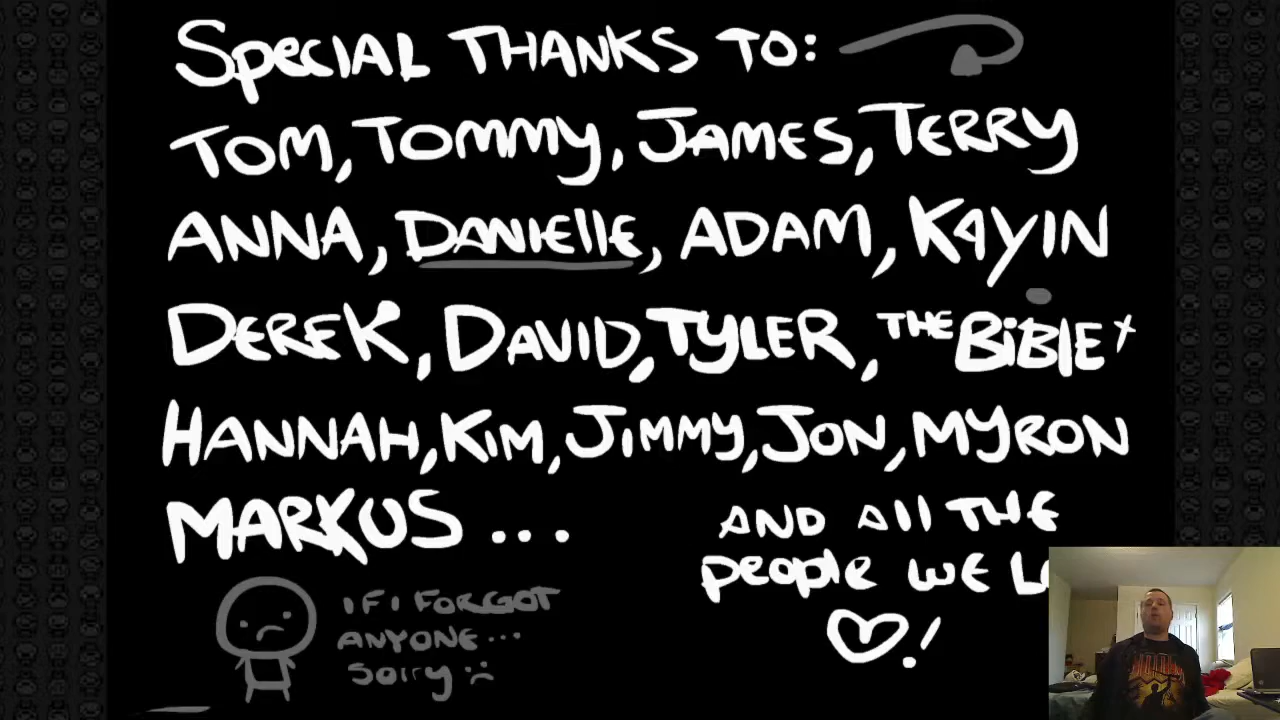 SpecIAL THANKS TO:
TOM, TOMMY, JAMES, TERRY
ANNA, DANIElle, ADAM, KAYIN
DEREK, DAVID, TYLER, THE BiBLE
HANNAH, KiM, JiMMY, JON, MYRON
MARKUS...
AND All THE
people WE
!
IF I FORGOT
ANYONE...
Sorry :(